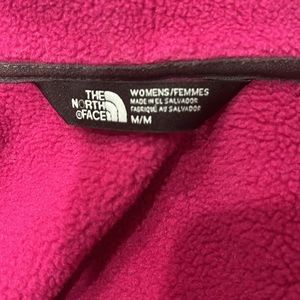 THE
NORTH
FACE
WOMENS/FEMMES
MADE IN EL SALVADOR
FABRIQUÉ AU SALVADOR
M/M